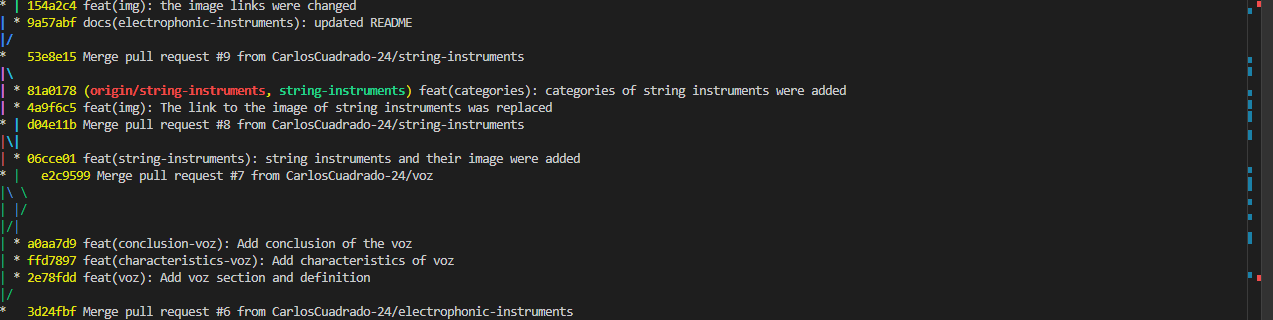 * | 154a2c4 feat(img): the image links were changed
| * 9a57abf docs(electrophonic-instruments): updated README
|/
*   53e8e15 Merge pull request #9 from CarlosCuadrado-24/string-instruments
|\
| * 81a0178 (origin/string-instruments, string-instruments) feat(categories): categories of string instruments were added
| * 4a9f6c5 feat(img): The link to the image of string instruments was replaced
* | d04e11b Merge pull request #8 from CarlosCuadrado-24/string-instruments
|\|
| * 06cce01 feat(string-instruments): string instruments and their image were added
* |   e2c9599 Merge pull request #7 from CarlosCuadrado-24/voz
|\ \
| |/
|/|
| * a0aa7d9 feat(conclusion-voz): Add conclusion of the voz
| * ffd7897 feat(characteristics-voz): Add characteristics of voz
| * 2e78fdd feat(voz): Add voz section and definition
|/
*   3d24fbf Merge pull request #6 from CarlosCuadrado-24/electrophonic-instruments